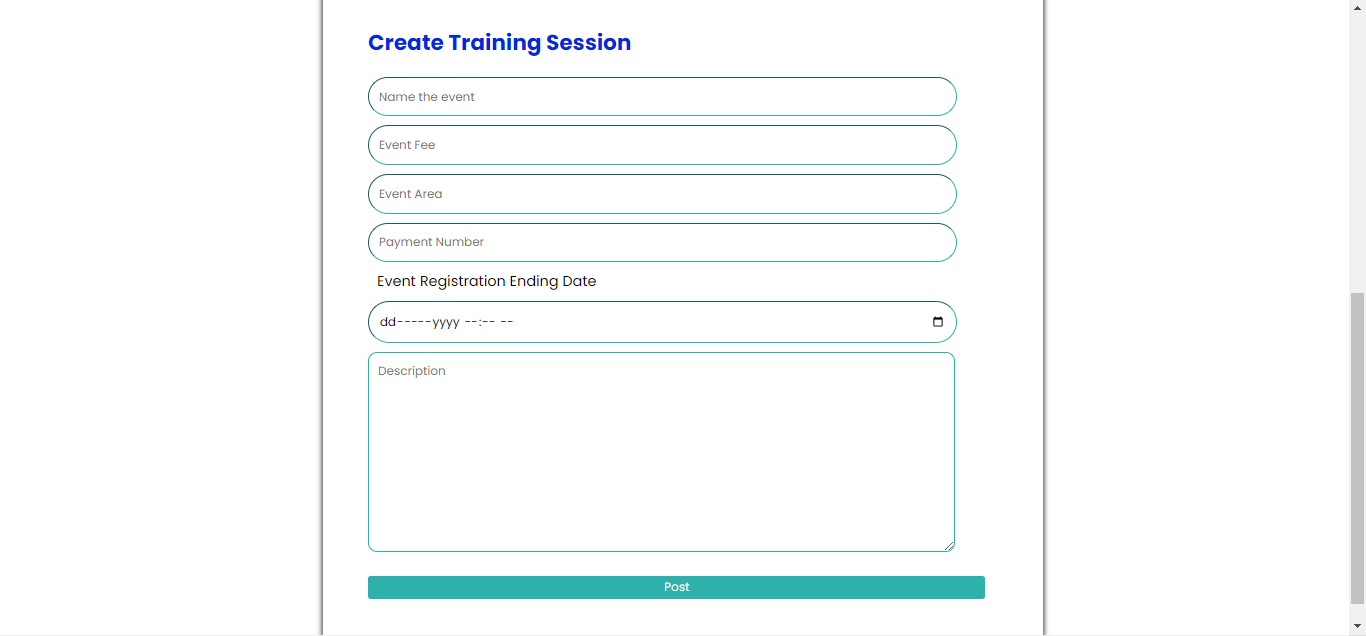 Create Training Session
Name the event
Event Fee
Event Area
Payment Number
Event Registration Ending Date
dd-----yyyy --:-- --
Description
Post